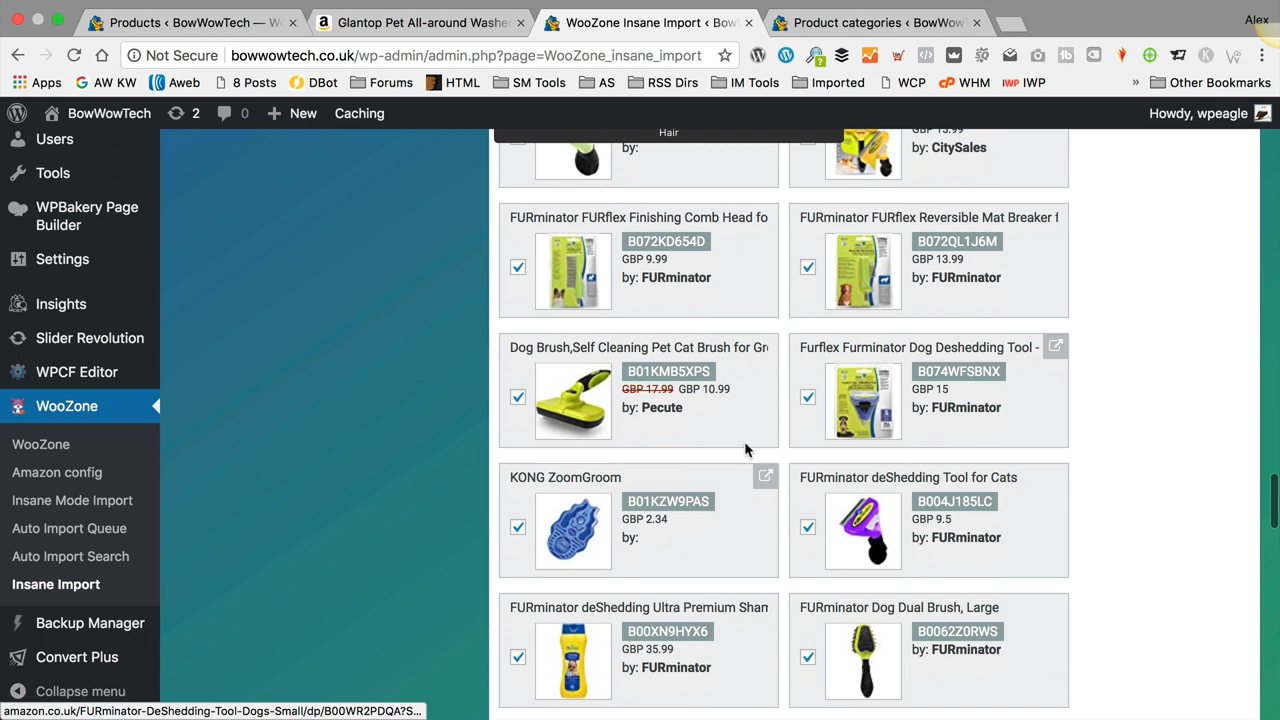 Products ‹ BowWowTech — W
Glantop Pet All-around Washer
WooZone Insane Import ‹ Bow
Product categories ‹ BowWow
Alex
Not Secure
bowwowtech.co.uk/wp-admin/admin.php?page=WooZone_insane_import
Apps
AW KW
Aweb
8 Posts
DBot
Forums
HTML
SM Tools
AS
RSS Dirs
IM Tools
Imported
WCP
WHM
IWP
»
Other Bookmarks
BowWowTech
2
0
New
Caching
Howdy, wpeagle
Users
Tools
WPBakery Page
Builder
Settings
Insights
Slider Revolution
WPCF Editor
WooZone
WooZone
Amazon config
Insane Mode Import
Auto Import Queue
Auto Import Search
Insane Import
Backup Manager
Convert Plus
Collapse menu
amazon.co.uk/FURminator-DeShedding-Tool-Dogs-Small/dp/B00WR2PDQA?S...
Hair
by:
GBP 15.99
by: CitySales
FURminator FURflex Finishing Comb Head fo
B072KD654D
GBP 9.99
by: FURminator
FURminator FURflex Reversible Mat Breaker f
B072QL1J6M
GBP 13.99
by: FURminator
Dog Brush,Self Cleaning Pet Cat Brush for Gr
B01KMB5XPS
GBP 17.99 GBP 10.99
by: Pecute
Furflex Furminator Dog Deshedding Tool -
B074WFSBNX
GBP 15
by: FURminator
KONG ZoomGroom
B01KZW9PAS
GBP 2.34
by:
FURminator deShedding Tool for Cats
B004J185LC
GBP 9.5
by: FURminator
FURminator deShedding Ultra Premium Sham
B00XN9HYX6
GBP 35.99
by: FURminator
FURminator Dog Dual Brush, Large
B0062Z0RWS
by: FURminator